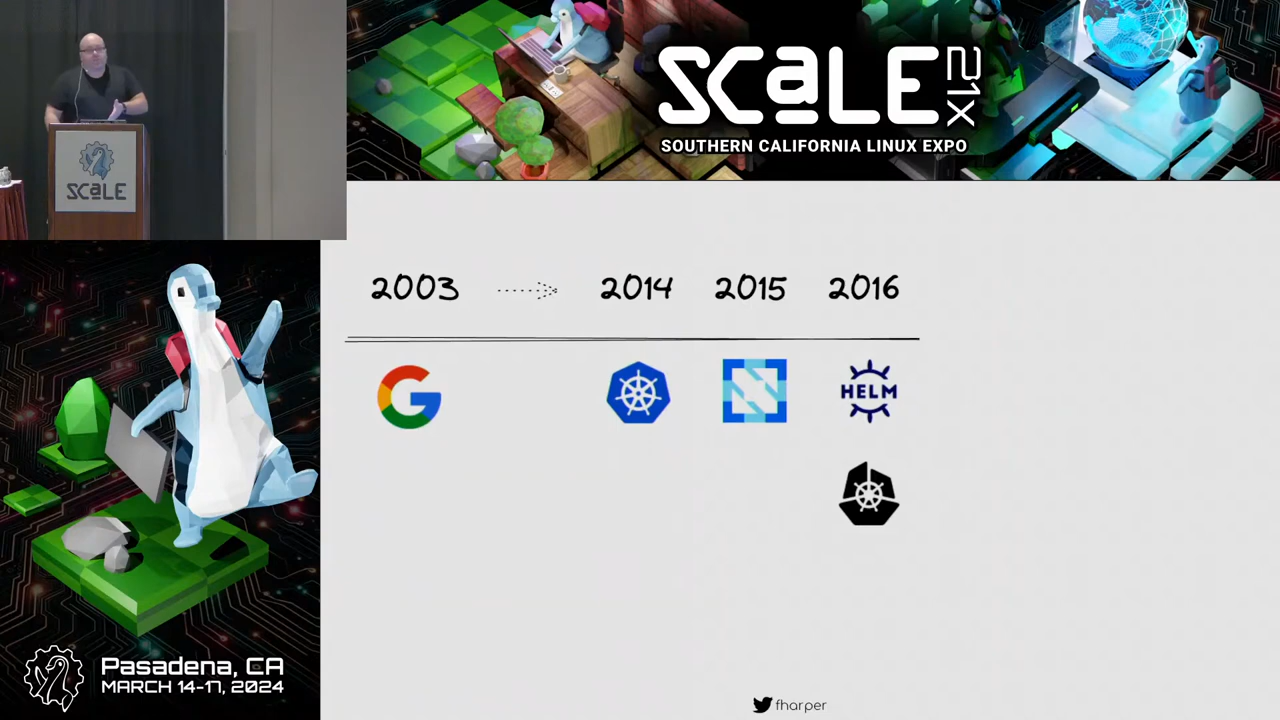 SCaLE 21X
SOUTHERN CALIFORNIA LINUX EXPO
SCaLE
2003 2014 2015 2016
HELM
Pasadena, CA
MARCH 14-17, 2024
fharper